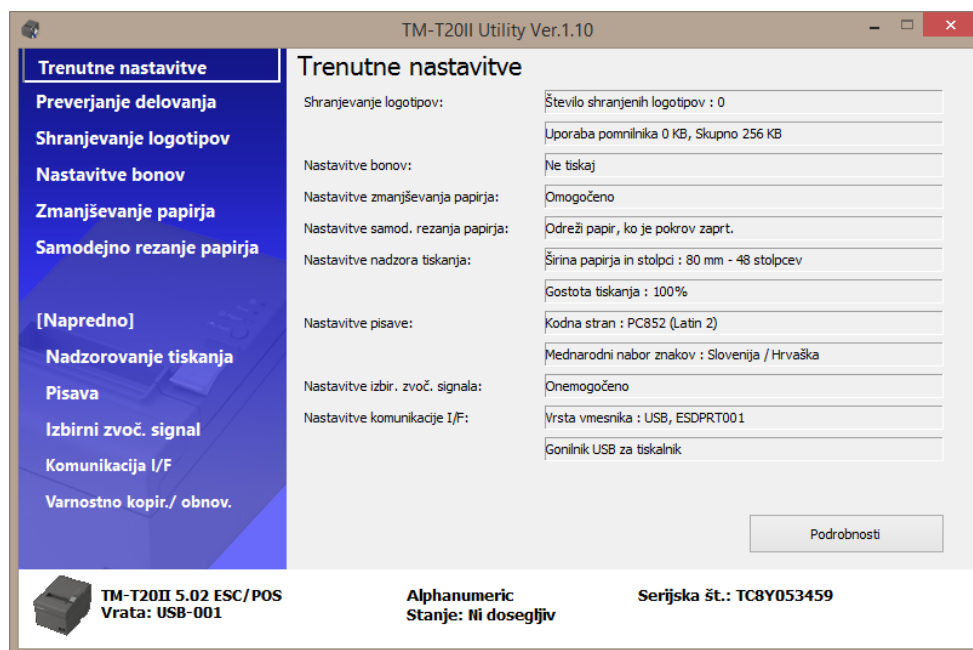 TM-T20II Utility Ver.1.10
Trenutne nastavitve
Preverjanje delovanja
Shranjevanje logotipov
Nastavitve bonov
Zmanjševanje papirja
Samodejno rezanje papirja
[Napredno]
Nadzorovanje tiskanja
Pisava
Izbirni zvoč. signal
Komunikacija I/F
Varnostno kopir./ obnov.
Trenutne nastavitve
Shranjevanje logotipov: Število shranjenih logotipov : 0
Uporaba pomnilnika 0 KB, Skupno 256 KB
Nastavitve bonov: Ne tiskaj
Nastavitve zmanjševanja papirja: Omogočeno
Nastavitve samod. rezanja papirja: Odreži papir, ko je pokrov zaprt.
Nastavitve nadzora tiskanja: Širina papirja in stolpci : 80 mm - 48 stolpcev
Gostota tiskanja : 100%
Nastavitve pisave: Kodna stran : PC852 (Latin 2)
Mednarodni nabor znakov : Slovenija / Hrvaška
Nastavitve izbir. zvoč. signala: Onemogočeno
Nastavitve komunikacije I/F: Vrsta vmesnika : USB, ESDPRT001
Gonilnik USB za tiskalnik
Podrobnosti
TM-T20II 5.02 ESC/POS Alphanumeric Serijska št.: TC8Y053459
Vrata: USB-001 Stanje: Ni dosegljiv